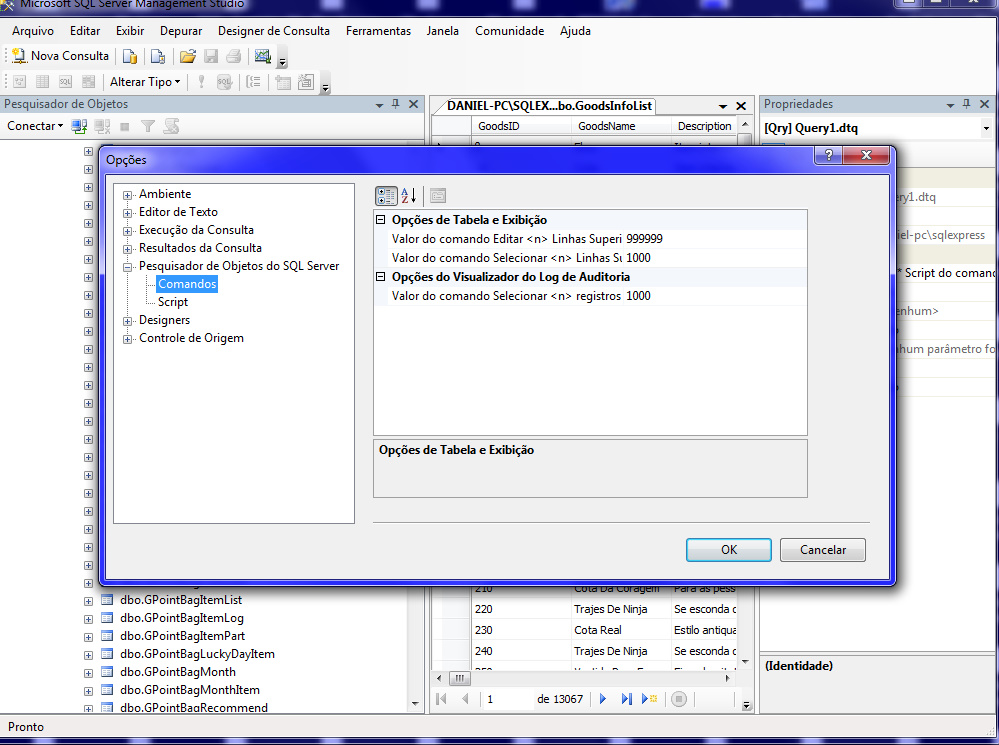 Microsoft SQL Server Management Studio
Arquivo Editar Exibir Depurar Designer de Consulta Ferramentas Janela Comunidade Ajuda
Nova Consulta
Alterar Tipo
Pesquisador de Objetos
Conectar
DANIEL-PC\SQLEX...bo.GoodsInfoList
GoodsID GoodsName Description
Propriedades
[Qry] Query1.dtq
Opções
Ambiente
Editor de Texto
Execução da Consulta
Resultados da Consulta
Pesquisador de Objetos do SQL Server
Comandos
Script
Designers
Controle de Origem
Opções de Tabela e Exibição
Valor do comando Editar <n> Linhas Superi 999999
Valor do comando Selecionar <n> Linhas Su 1000
Opções do Visualizador do Log de Auditoria
Valor do comando Selecionar <n> registros 1000
Opções de Tabela e Exibição
OK Cancelar
ery1.dtq
iel-pc\sqlexpress
* Script do comand
enhum>
hum parâmetro fo
dbo.GPointBagItemList
dbo.GPointBagItemLog
dbo.GPointBagItemPart
dbo.GPointBagLuckyDayItem
dbo.GPointBagMonth
dbo.GPointBagMonthItem
dbo.GPointBagRecommend
210 Cota Da Coragem Para as pess
220 Trajes De Ninja Se esconda c
230 Cota Real Estilo antiqua
240 Trajes De Ninja Se esconda c
1 de 13067
(Identidade)
Pronto